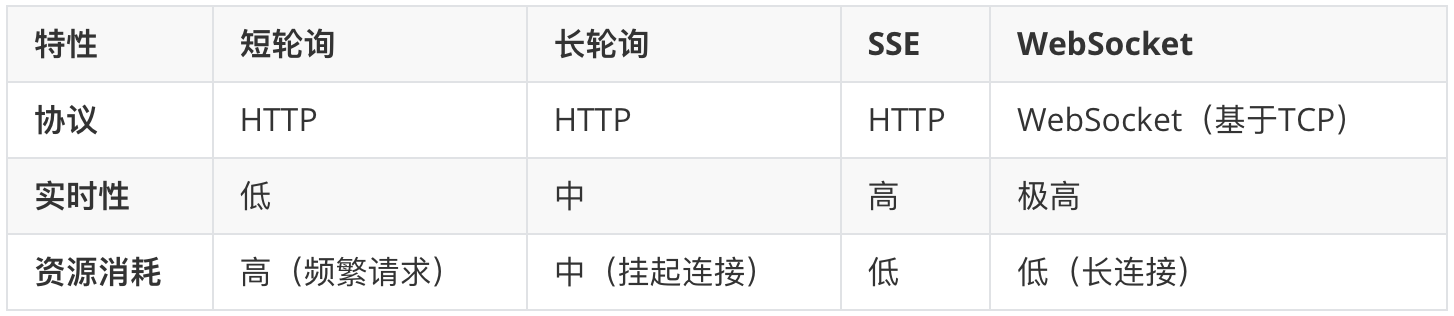 特性 短轮询 长轮询 SSE WebSocket
协议 HTTP HTTP HTTP WebSocket（基于TCP）
实时性 低 中 高 极高
资源消耗 高（频繁请求） 中（挂起连接） 低 低（长连接）